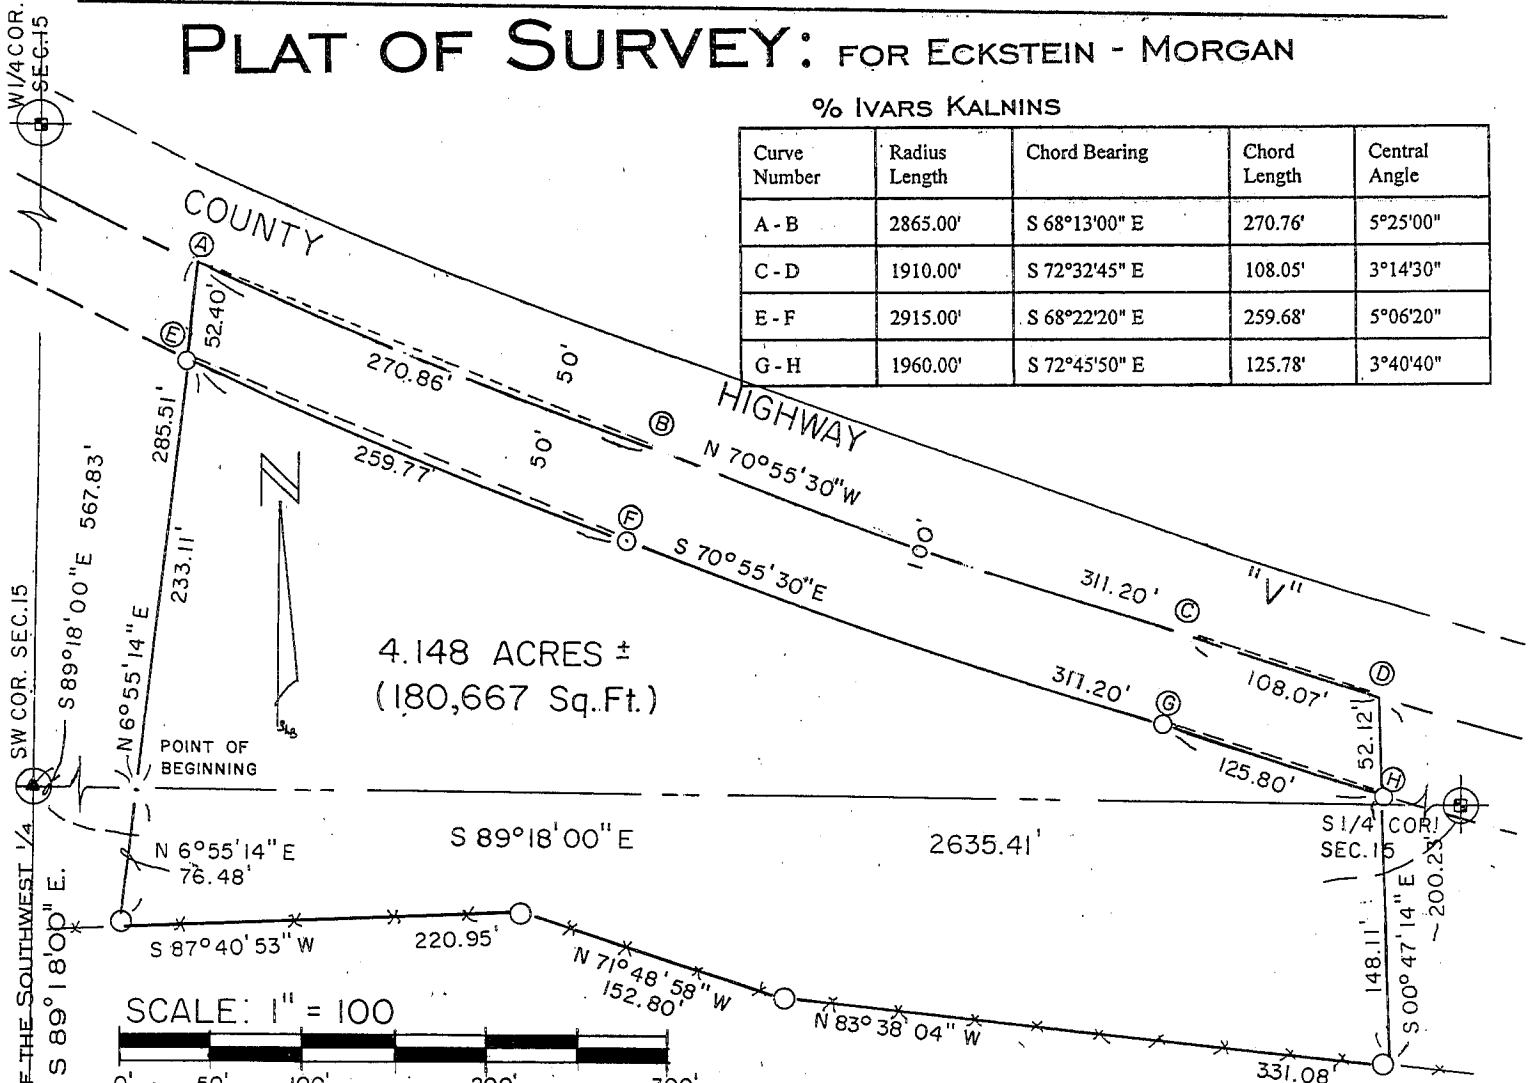 PLAT OF SURVEY: FOR ECKSTEIN - MORGAN
% IVARS KALNINS
W1/4COR.
SEC.15
Curve Number Radius Length Chord Bearing Chord Length Central Angle
A - B 2865.00' S 68°13'00" E 270.76' 5°25'00"
C - D 1910.00' S 72°32'45" E 108.05' 3°14'30"
E - F 2915.00' S 68°22'20" E 259.68' 5°06'20"
G - H 1960.00' S 72°45'50" E 125.78' 3°40'40"
COUNTY
HIGHWAY
"V"
A
52.40'
E
270.86'
50'
B
N 70°55'30"W
100'
311.20'
C
108.07'
D
52.12'
259.77'
50'
F
S 70°55'30"E
311.20'
G
125.80'
H
285.51'
233.11'
N 6°55'14" E
S 89°18'00"E 567.83'
SW COR. SEC.15
N
4.148 ACRES ±
(180,667 Sq.Ft.)
POINT OF
BEGINNING
S 89°18'00" E
2635.41'
S 1/4 COR.
SEC.15
N 6°55'14" E
76.48'
S 87°40'53" W
220.95'
N 71°48'58" W
152.80'
N 83°38'04" W
331.08'
148.11'
S 00°47'14" E
~200.23'
F THE SOUTHWEST 1/4
S 89°18'00" E.
SCALE: 1" = 100
0' 50' 100' 200' 300'